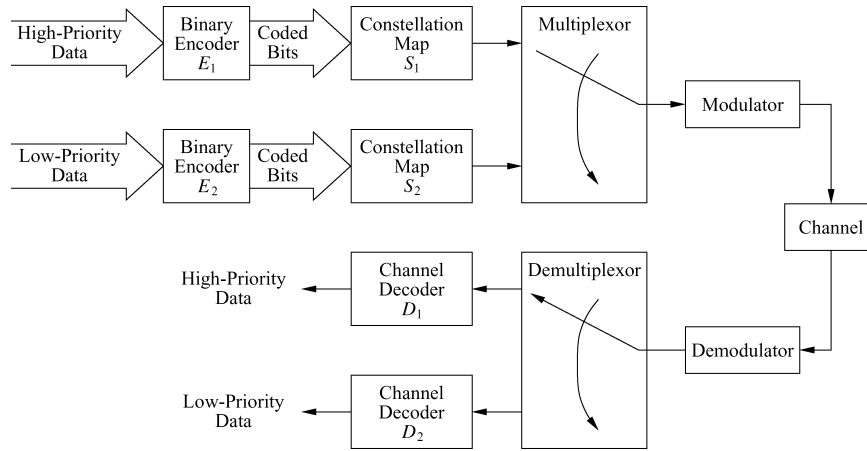 High-Priority
Data
Binary
Encoder
E1
Coded
Bits
Constellation
Map
S1
Multiplexor
Modulator
Low-Priority
Data
Binary
Encoder
E2
Coded
Bits
Constellation
Map
S2
Channel
High-Priority
Data
Channel
Decoder
D1
Demultiplexor
Demodulator
Low-Priority
Data
Channel
Decoder
D2